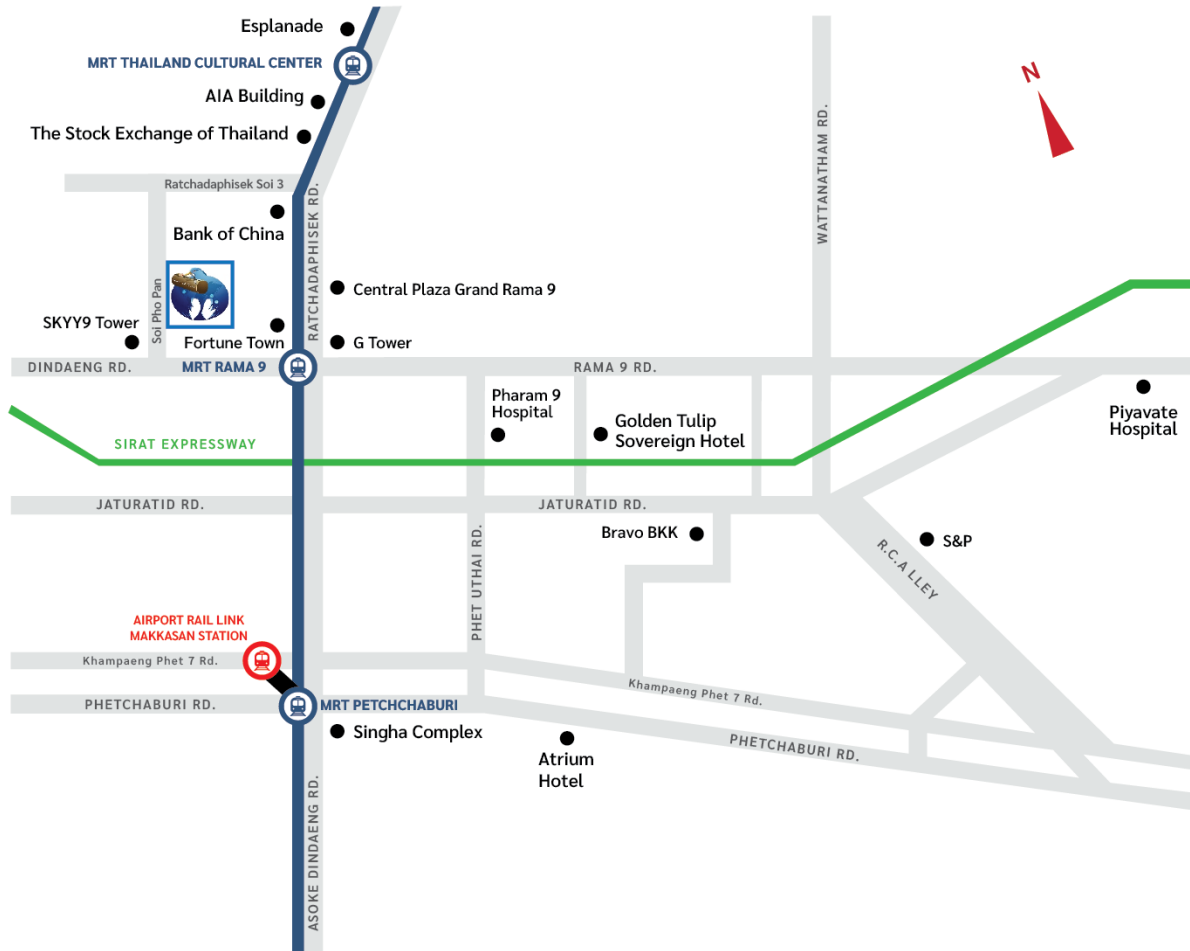 Esplanade
MRT THAILAND CULTURAL CENTER
N
AIA Building
The Stock Exchange of Thailand
WATTANATHAM RD.
Ratchadaphisek Soi 3
RATCHADAPHISEK RD.
Bank of China
Soi Pho Pan
Central Plaza Grand Rama 9
SKYY9 Tower
Fortune Town
G Tower
DINDAENG RD.
MRT RAMA 9
RAMA 9 RD.
Pharam 9
Hospital
Golden Tulip
Sovereign Hotel
Piyavate
Hospital
SIRAT EXPRESSWAY
JATURATID RD.
JATURATID RD.
Bravo BKK
S&P
R.C.A LLEY
PHET UTHAI RD.
AIRPORT RAIL LINK
MAKKASAN STATION
Khampaeng Phet 7 Rd.
Khampaeng Phet 7 Rd.
PHETCHABURI RD.
MRT PETCHCHABURI
Singha Complex
PHETCHABURI RD.
Atrium
Hotel
ASOKE DINDAENG RD.